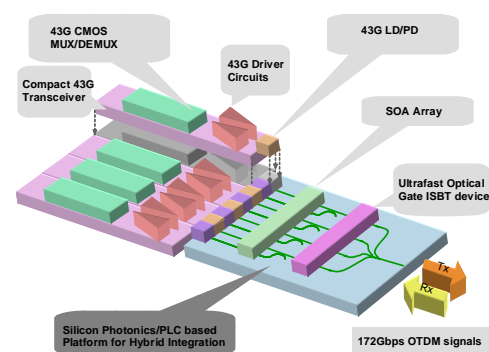 43G CMOS
MUX/DEMUX
43G LD/PD
43G Driver
Circuits
Compact 43G
Transceiver
SOA Array
Ultrafast Optical
Gate ISBT device
Tx
Rx
Silicon Photonics/PLC based
Platform for Hybrid Integration
172Gbps OTDM signals